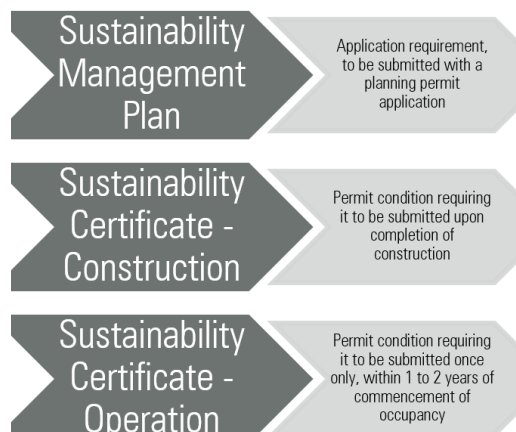 Sustainability
Management
Plan
Application requirement,
to be submitted with a
planning permit
application
Sustainability
Certificate -
Construction
Permit condition requiring
it to be submitted upon
completion of
construction
Sustainability
Certificate -
Operation
Permit condition requiring
it to be submitted once
only, within 1 to 2 years of
commencement of
occupancy